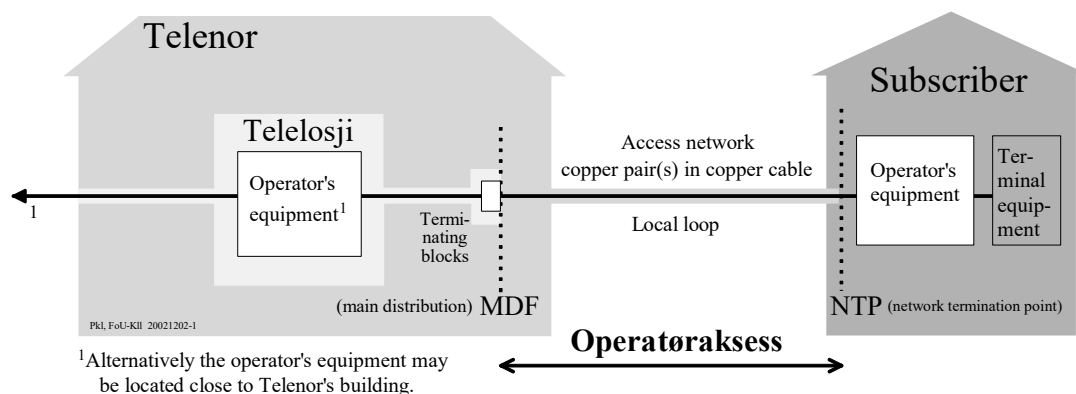 Telenor
Subscriber
Telelosji
Operator's
equipment¹
1
Termi-
nating
blocks
Access network
copper pair(s) in copper cable
Local loop
Operator's
equipment
Ter-
minal
equip-
ment
(main distribution) MDF
NTP (network termination point)
Pkl, FoU-Kll 20021202-1
Operatøraksess
¹Alternatively the operator's equipment may
be located close to Telenor's building.